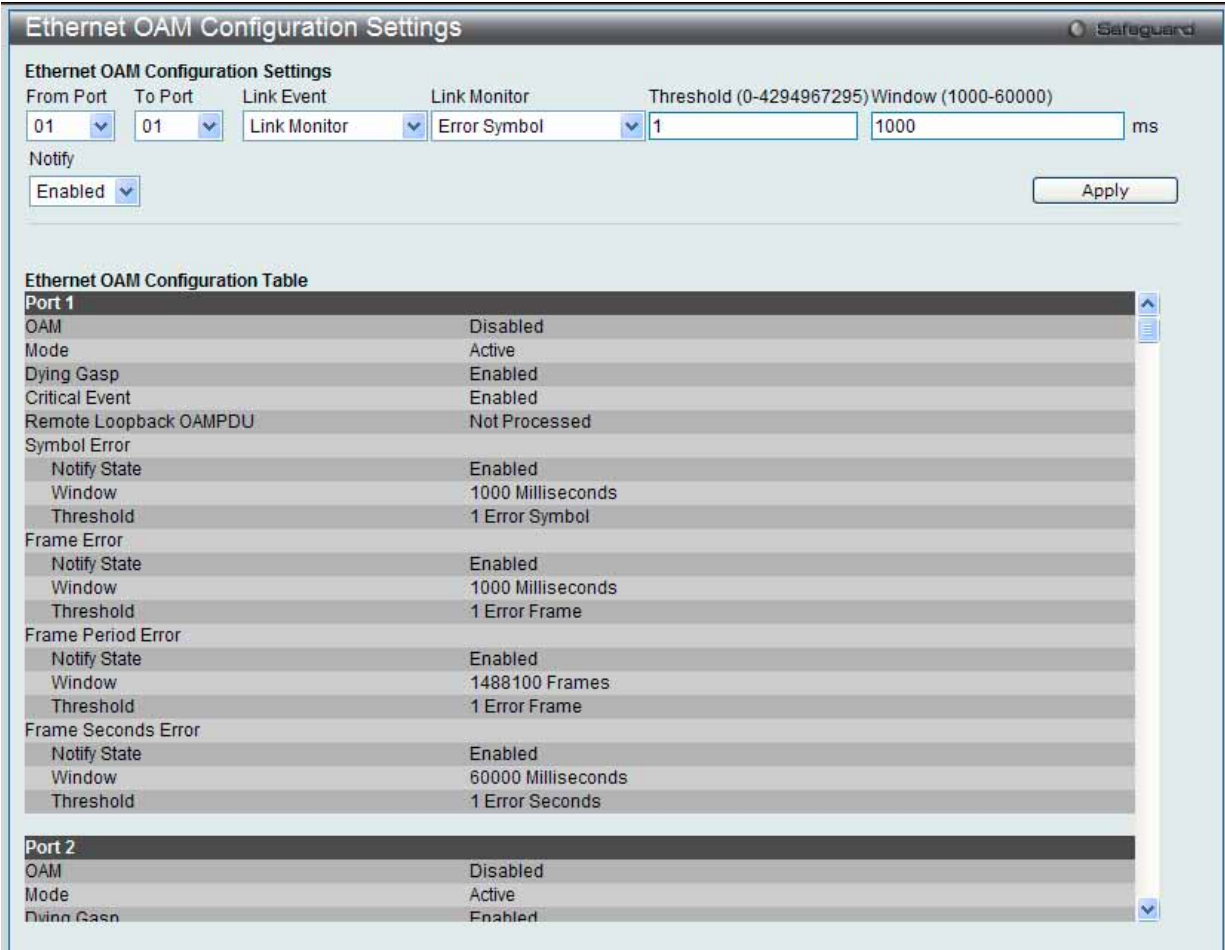 Ethernet OAM Configuration Settings
Safeguard
Ethernet OAM Configuration Settings
From Port To Port Link Event Link Monitor Threshold (0-4294967295) Window (1000-60000)
01 01 Link Monitor Error Symbol 1 1000 ms
Notify
Enabled Apply
Ethernet OAM Configuration Table
Port 1
OAM Disabled
Mode Active
Dying Gasp Enabled
Critical Event Enabled
Remote Loopback OAMPDU Not Processed
Symbol Error
Notify State Enabled
Window 1000 Milliseconds
Threshold 1 Error Symbol
Frame Error
Notify State Enabled
Window 1000 Milliseconds
Threshold 1 Error Frame
Frame Period Error
Notify State Enabled
Window 1488100 Frames
Threshold 1 Error Frame
Frame Seconds Error
Notify State Enabled
Window 60000 Milliseconds
Threshold 1 Error Seconds
Port 2
OAM Disabled
Mode Active
Dying Gasp Enabled